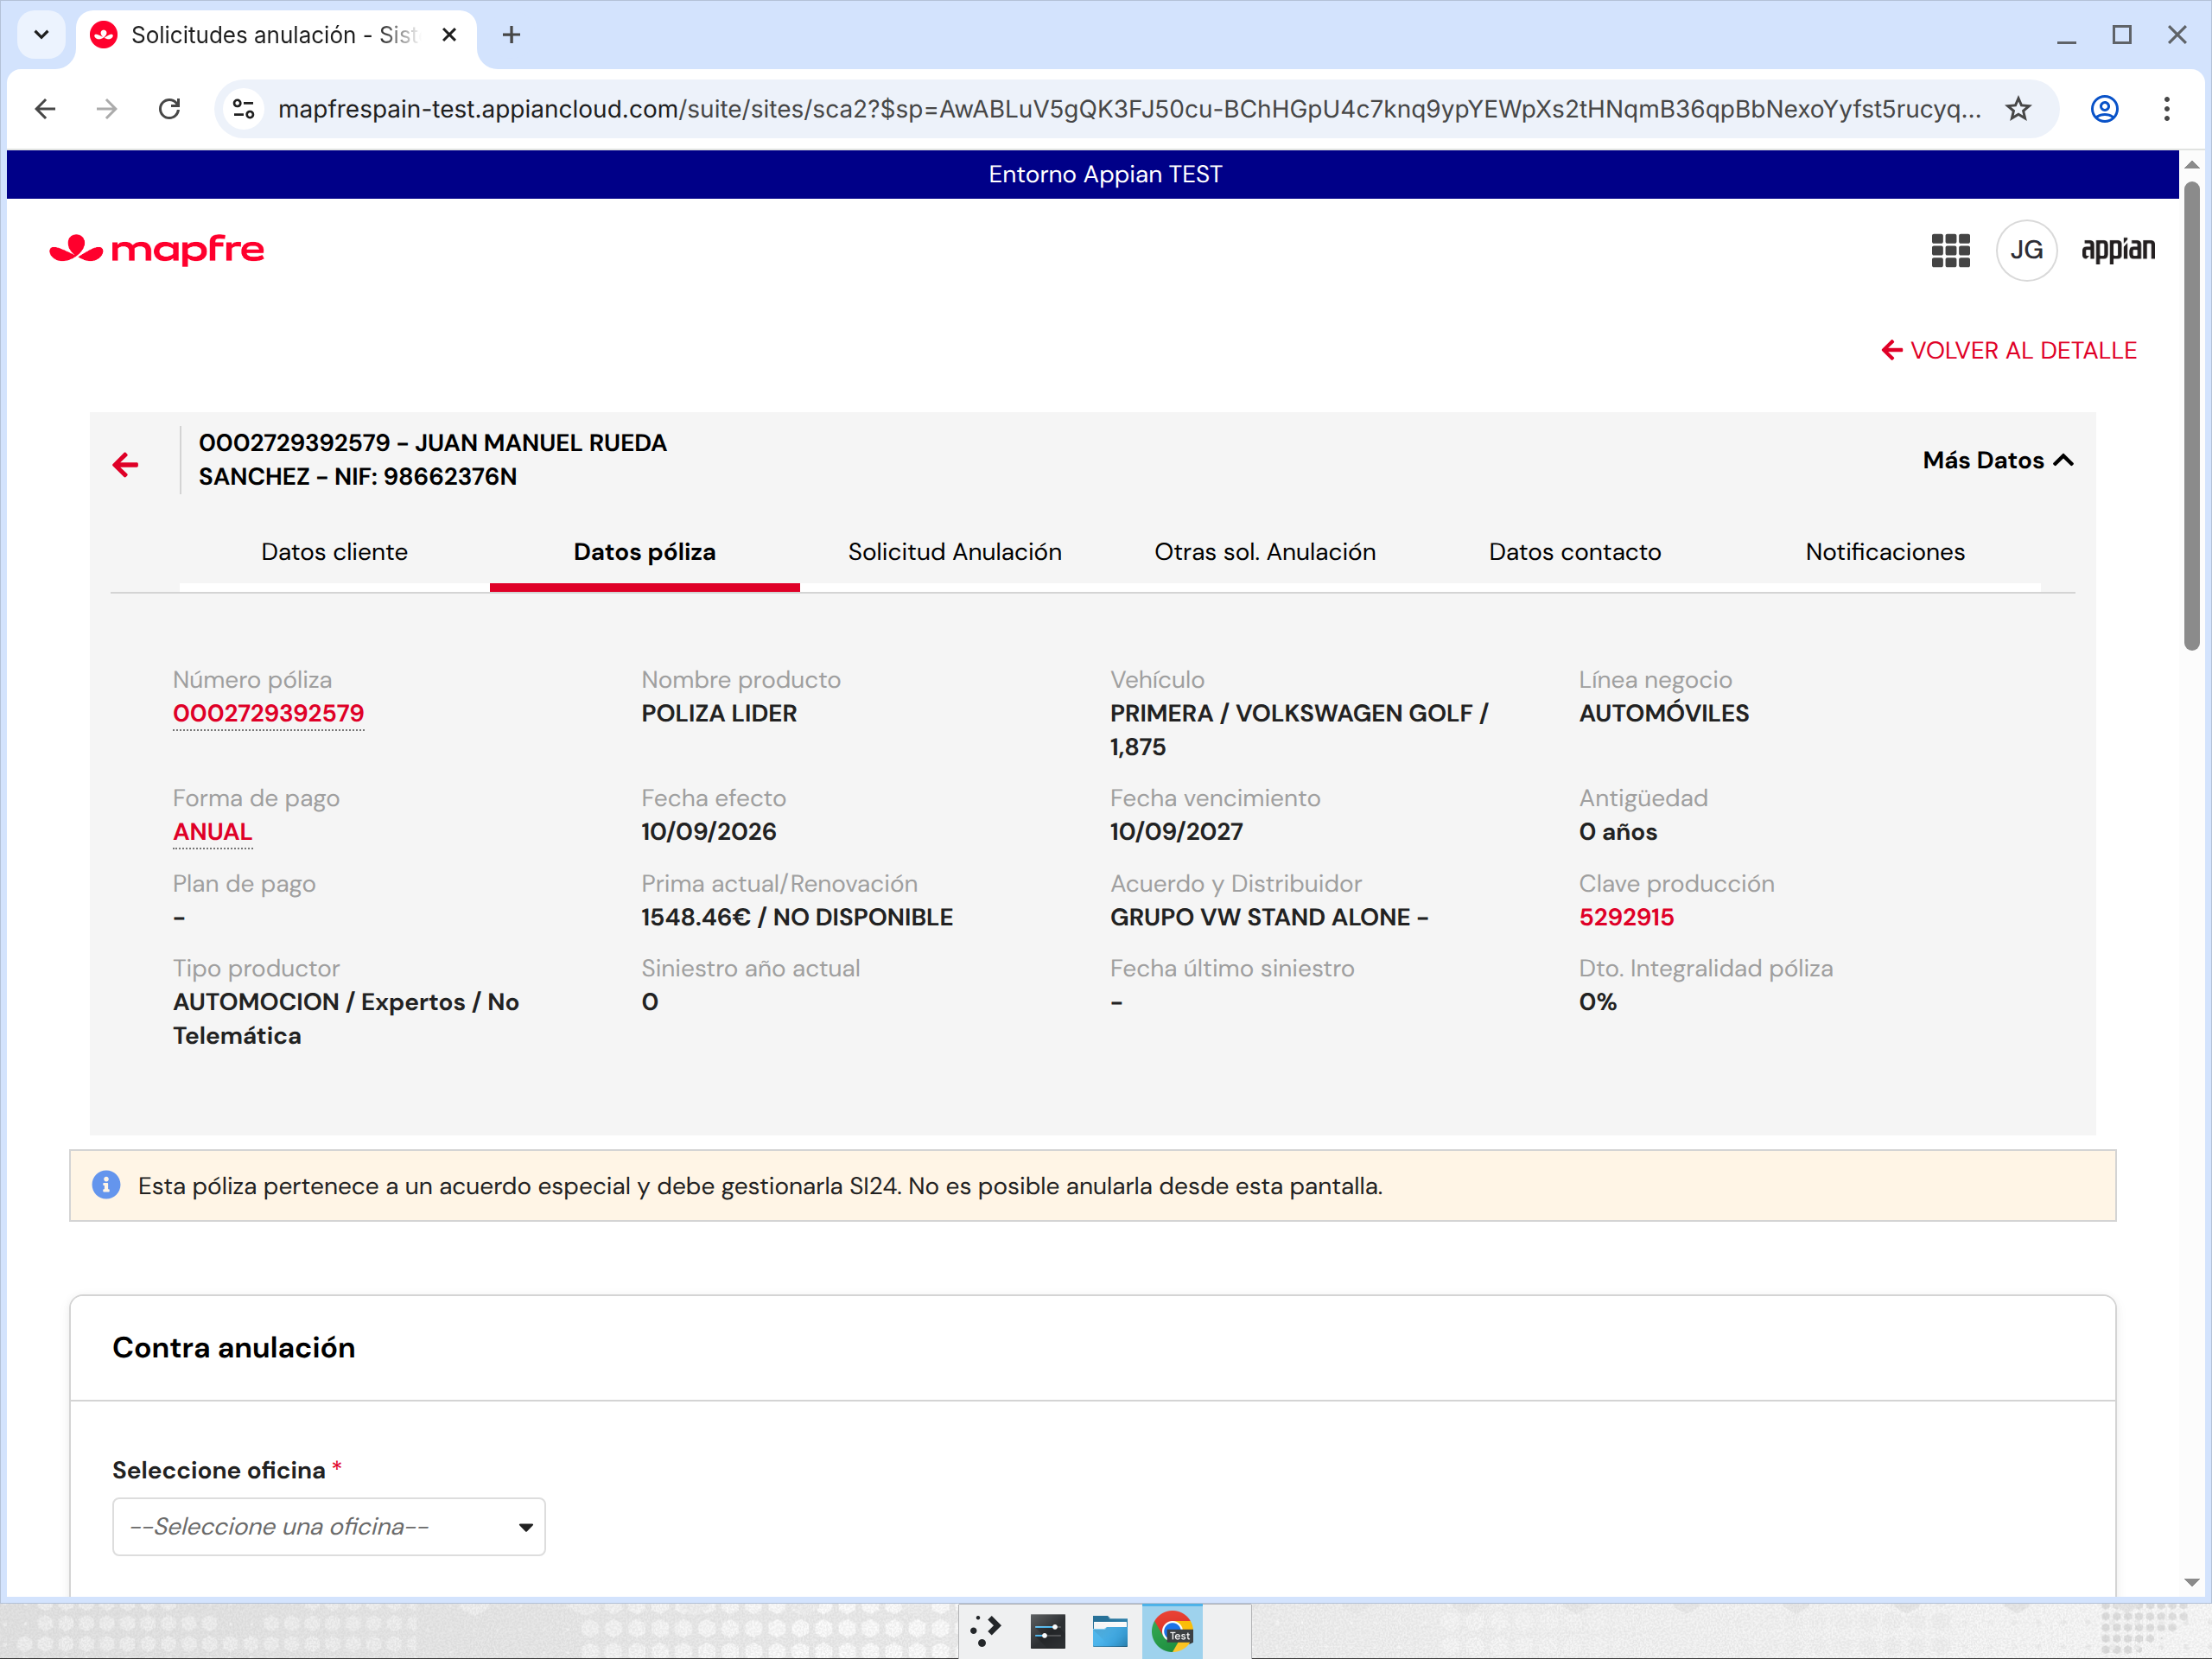 Solicitudes anulación - Sist
mapfrespain-test.appiancloud.com/suite/sites/sca2?$sp=AwABLuV5gQK3FJ50cu-BChHGpU4c7knq9ypYEWpXs2tHNqmB36qpBbNexoYyfst5rucyq...
Entorno Appian TEST
mapfre
JG
appian
VOLVER AL DETALLE
0002729392579 - JUAN MANUEL RUEDA
SANCHEZ - NIF: 98662376N
Más Datos
Datos cliente
Datos póliza
Solicitud Anulación
Otras sol. Anulación
Datos contacto
Notificaciones
Número póliza
0002729392579
Nombre producto
POLIZA LIDER
Vehículo
PRIMERA / VOLKSWAGEN GOLF /
1,875
Línea negocio
AUTOMÓVILES
Forma de pago
ANUAL
Fecha efecto
10/09/2026
Fecha vencimiento
10/09/2027
Antigüedad
0 años
Plan de pago
-
Prima actual/Renovación
1548.46€ / NO DISPONIBLE
Acuerdo y Distribuidor
GRUPO VW STAND ALONE -
Clave producción
5292915
Tipo productor
AUTOMOCION / Expertos / No
Telemática
Siniestro año actual
0
Fecha último siniestro
-
Dto. Integralidad póliza
0%
Esta póliza pertenece a un acuerdo especial y debe gestionarla SI24. No es posible anularla desde esta pantalla.
Contra anulación
Seleccione oficina *
--Seleccione una oficina--
Test